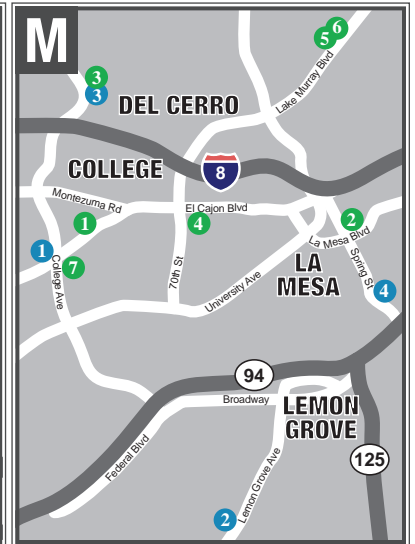 M
6
5
Lake Murray Blvd
3
3
DEL CERRO
COLLEGE
8
Montezuma Rd
El Cajon Blvd
1
4
2
La Mesa Blvd
1
7
College Ave
70th St
University Ave
LA
MESA
Spring St
4
94
Broadway
LEMON
GROVE
Federal Blvd
Lemon Grove Ave
125
2